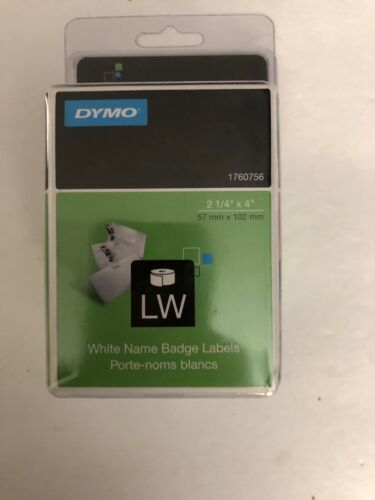 DYMO
1760756
2 1/4" x 4"
57 mm x 102 mm
LW
White Name Badge Labels
Porte-noms blancs